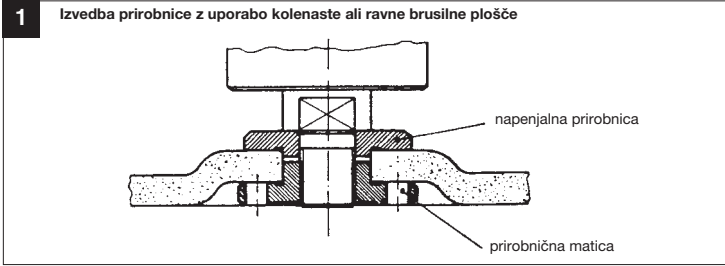 1
Izvedba prirobnice z uporabo kolenaste ali ravne brusilne plošče
napenjalna prirobnica
prirobnična matica